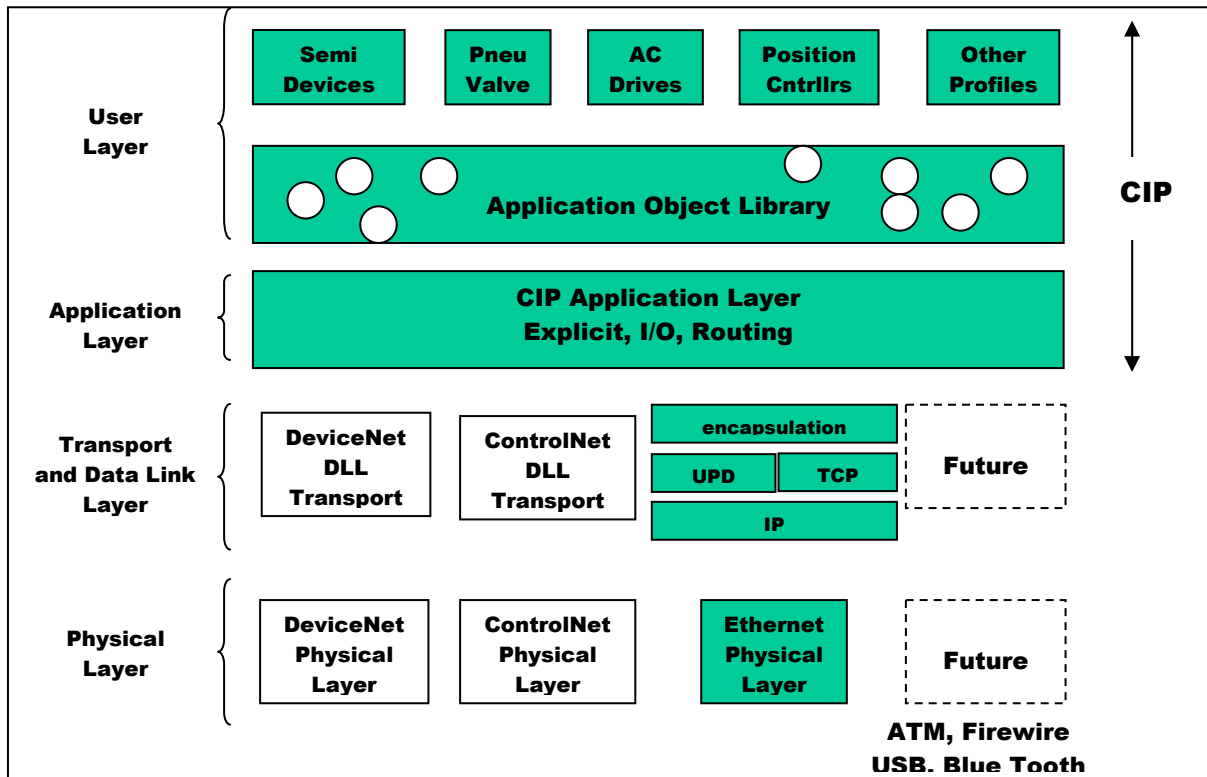 Semi
Devices
Pneu
Valve
AC
Drives
Position
Cntrllrs
Other
Profiles
User
Layer
Application Object Library
CIP
Application
Layer
CIP Application Layer
Explicit, I/O, Routing
Transport
and Data Link
Layer
DeviceNet
DLL
Transport
ControlNet
DLL
Transport
encapsulation
UPD
TCP
IP
Future
Physical
Layer
DeviceNet
Physical
Layer
ControlNet
Physical
Layer
Ethernet
Physical
Layer
Future
ATM, Firewire
USB, Blue Tooth